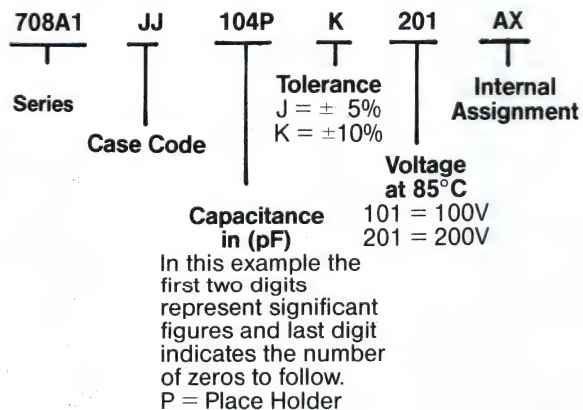 708A1 JJ 104P K 201 AX
Series
Case Code
Capacitance
in (pF)
In this example the
first two digits
represent significant
figures and last digit
indicates the number
of zeros to follow.
P = Place Holder
Tolerance
J = ± 5%
K = ±10%
Voltage
at 85°C
101 = 100V
201 = 200V
Internal
Assignment